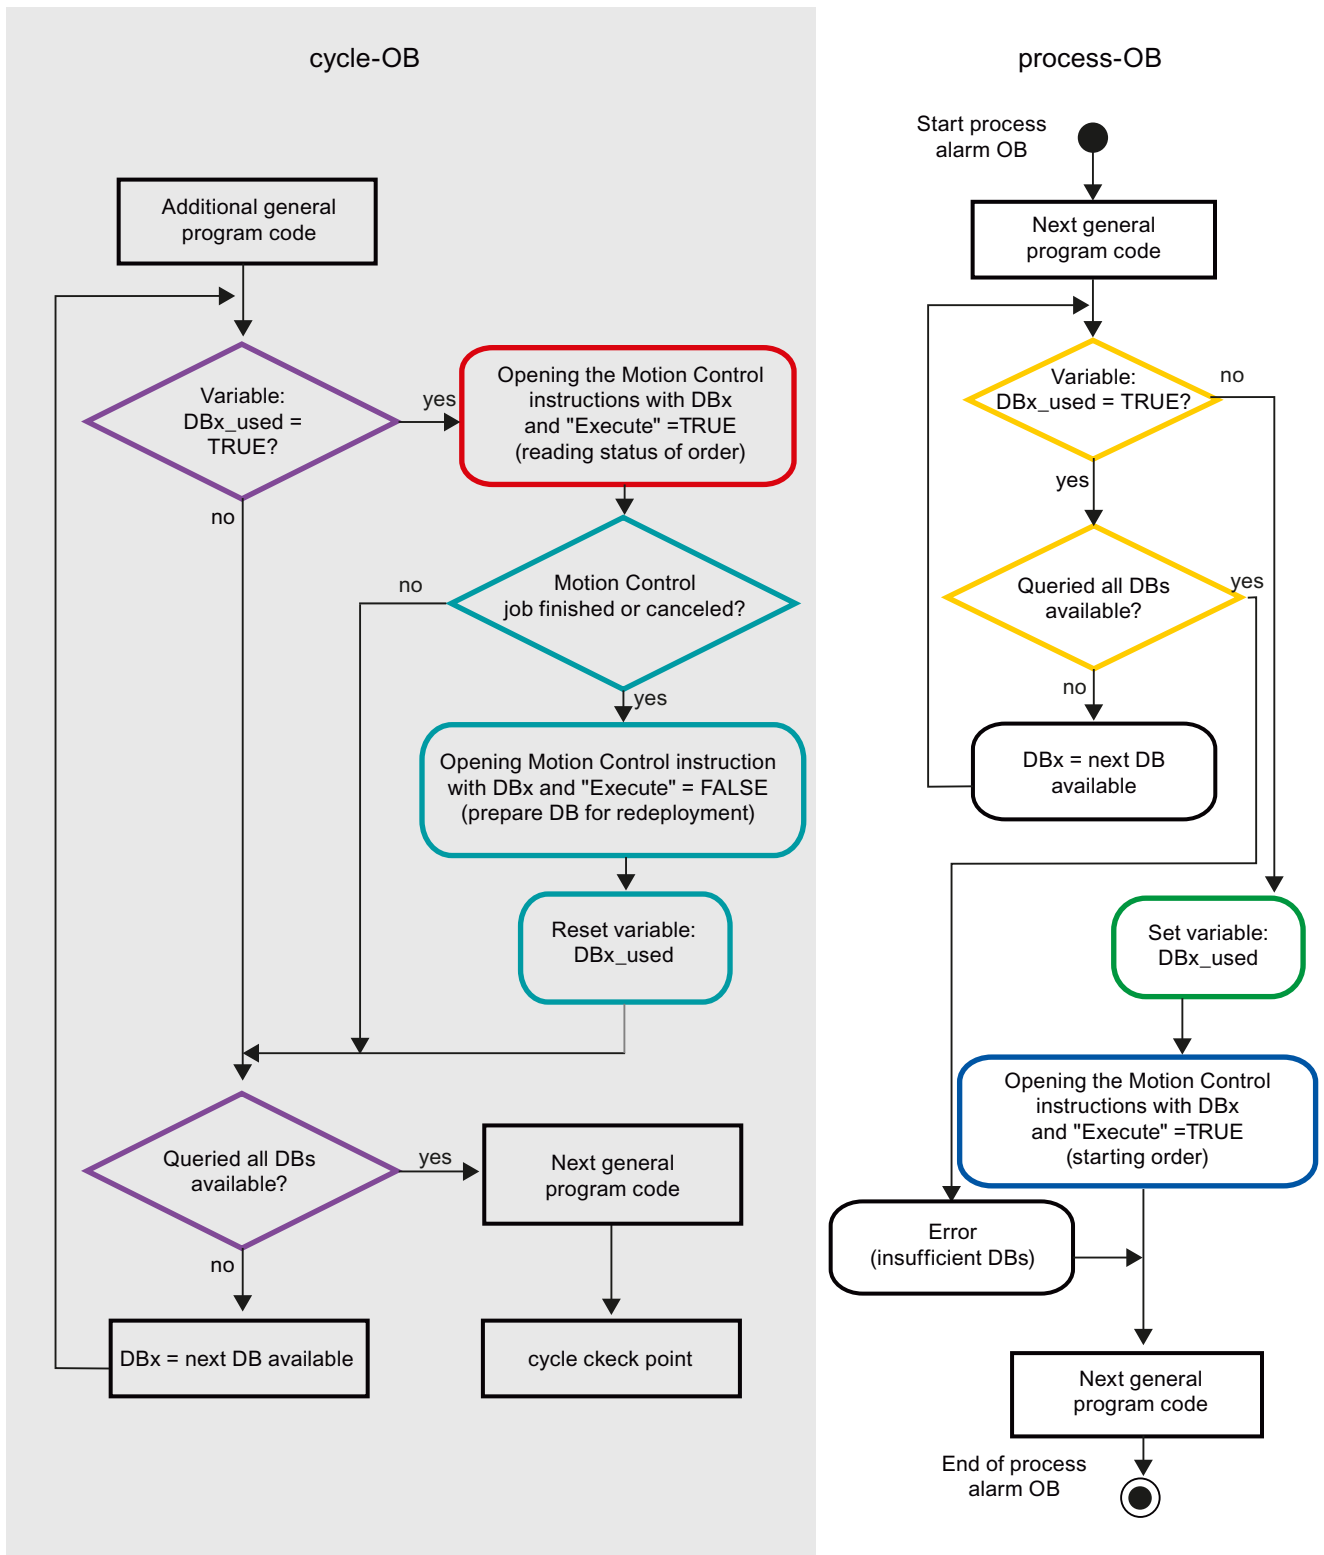 cycle-OB
Additional general
program code
Variable:
DBx_used =
TRUE?
yes
no
Opening the Motion Control
instructions with DBx
and "Execute" =TRUE
(reading status of order)
Motion Control
job finished or canceled?
no
yes
Opening Motion Control instruction
with DBx and "Execute" = FALSE
(prepare DB for redeployment)
Reset variable:
DBx_used
Queried all DBs
available?
yes
no
Next general
program code
DBx = next DB available
cycle ckeck point
process-OB
Start process
alarm OB
Next general
program code
Variable:
DBx_used = TRUE?
no
yes
Queried all DBs
available?
yes
no
DBx = next DB
available
Set variable:
DBx_used
Opening the Motion Control
instructions with DBx
and "Execute" =TRUE
(starting order)
Error
(insufficient DBs)
Next general
program code
End of process
alarm OB